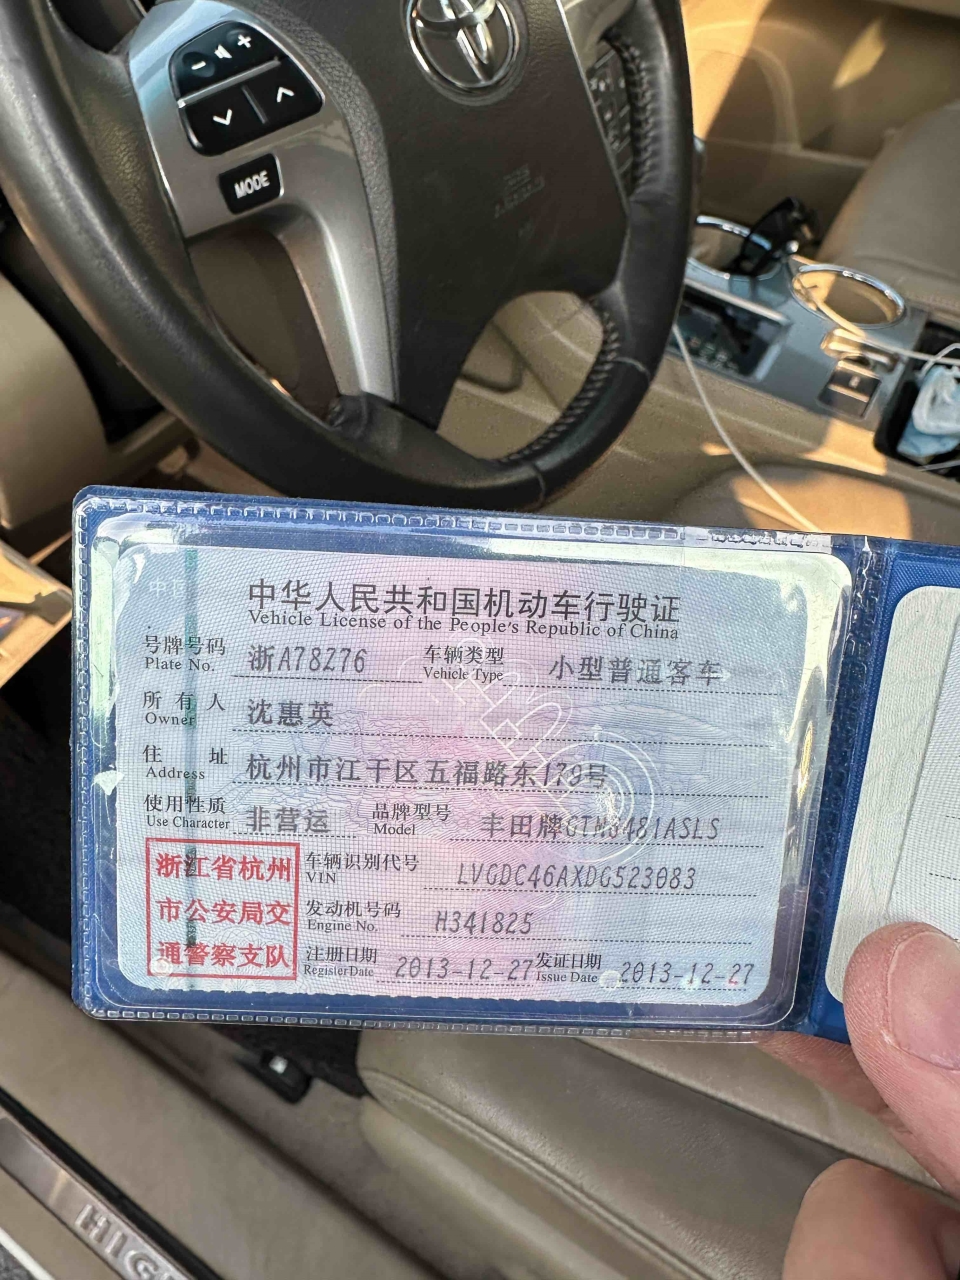 MODE
中华人民共和国机动车行驶证
Vehicle License of the People's Republic of China
号牌号码 浙A78Z76 车辆类型 小型普通客车
Plate No. Vehicle Type
所有人 沈惠英
Owner
住址 杭州市江干区五福路东179号
Address
使用性质 非营运 品牌型号 丰田牌GTM6481ASLS
Use Character Model
浙江省杭州 车辆识别代号 LVGDC46AXDG523083
VIN
市公安局交 发动机号码 H341825
Engine No.
通警察支队 注册日期 2013-12-27 发证日期 2013-12-27
Register Date Issue Date
HIG